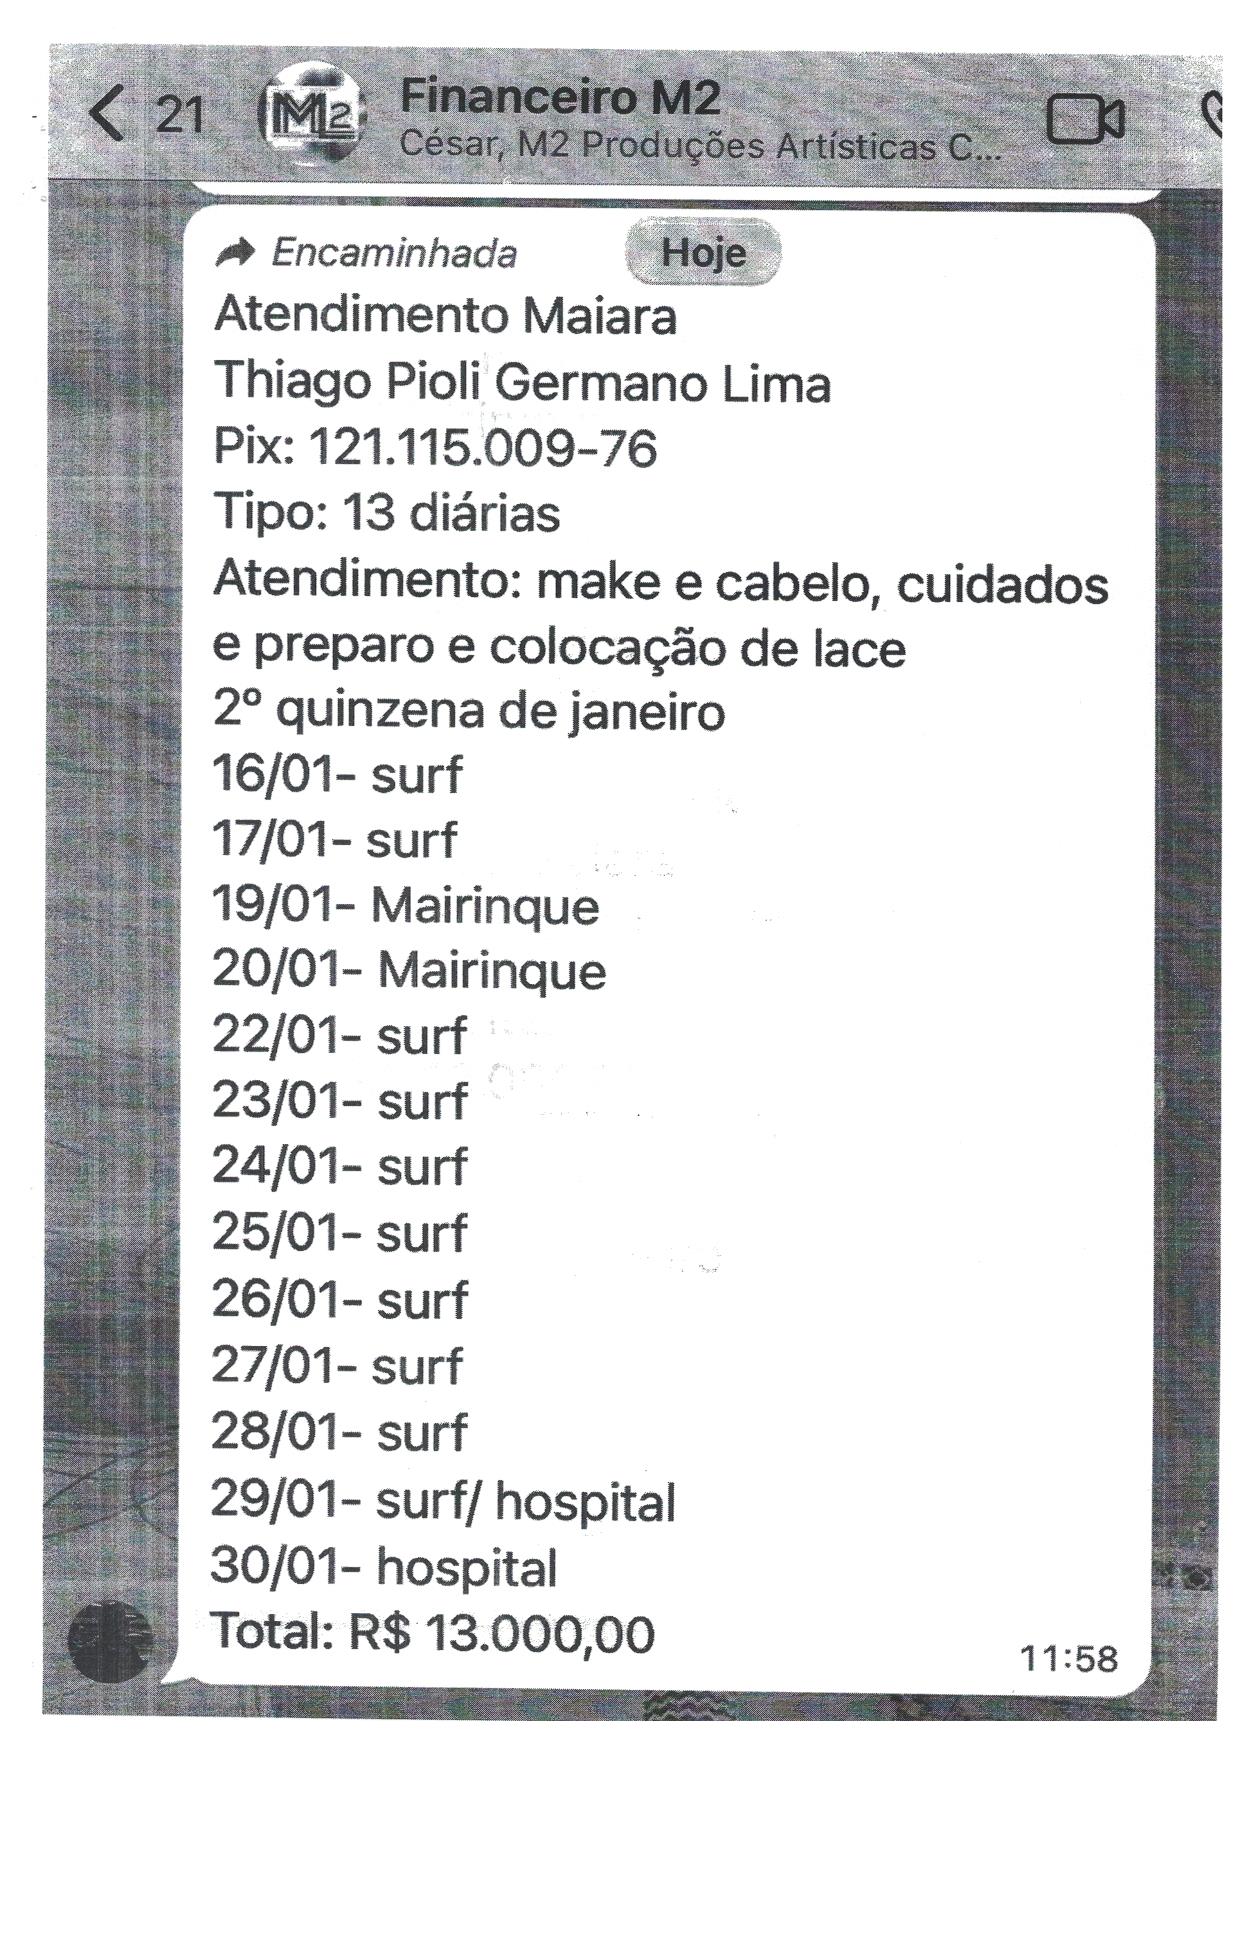 21
M2
Financeiro M2
César, M2 Produções Artísticas C...
Encaminhada
Hoje
Atendimento Maiara
Thiago Pioli Germano Lima
Pix: 121.115.009-76
Tipo: 13 diárias
Atendimento: make e cabelo, cuidados
e preparo e colocação de lace
2º quinzena de janeiro
16/01- surf
17/01- surf
19/01- Mairinque
20/01- Mairinque
22/01- surf
23/01- surf
24/01- surf
25/01- surf
26/01- surf
27/01- surf
28/01- surf
29/01- surf/ hospital
30/01- hospital
Total: R$ 13.000,00
11:58